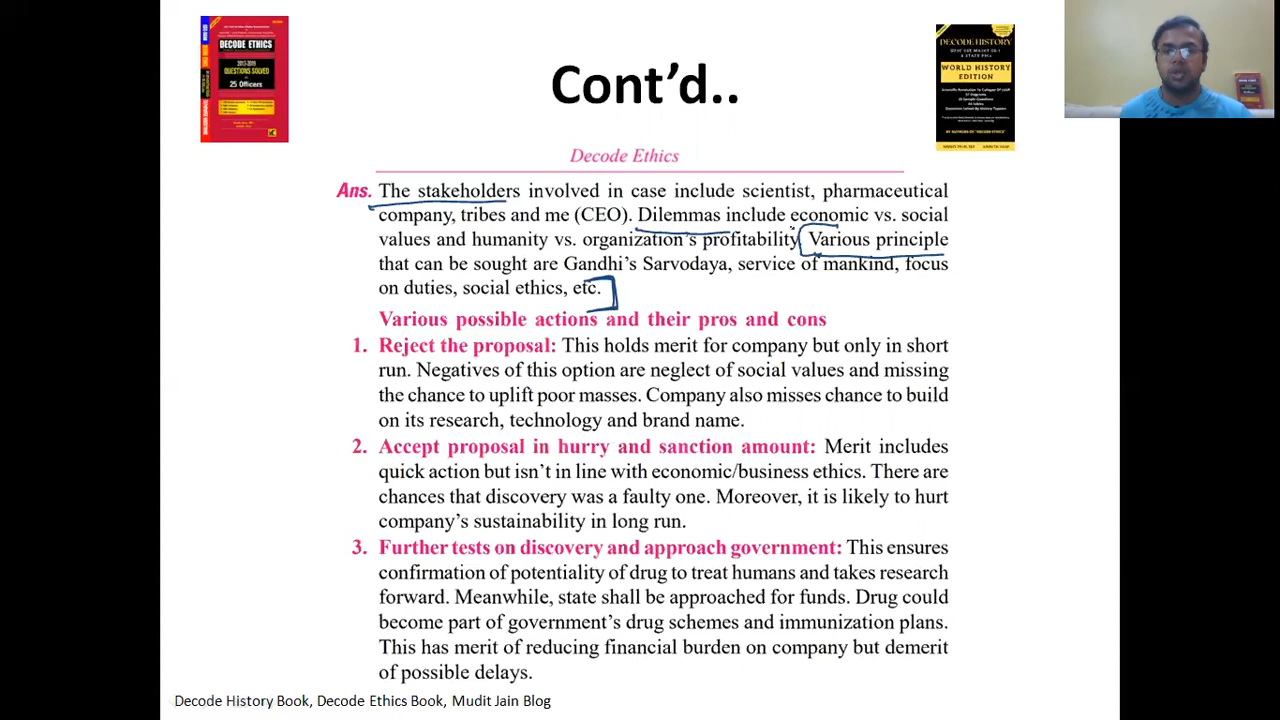 DECODE ETHICS
2013-2019
QUESTIONS SOLVED
25 Officers
Cont’d..
DECODE HISTORY
WORLD HISTORY
EDITION
Decode Ethics
Ans. The stakeholders involved in case include scientist, pharmaceutical
company, tribes and me (CEO). Dilemmas include economic vs. social
values and humanity vs. organization’s profitability. Various principle
that can be sought are Gandhi’s Sarvodaya, service of mankind, focus
on duties, social ethics, etc.
Various possible actions and their pros and cons
1. Reject the proposal: This holds merit for company but only in short
run. Negatives of this option are neglect of social values and missing
the chance to uplift poor masses. Company also misses chance to build
on its research, technology and brand name.
2. Accept proposal in hurry and sanction amount: Merit includes
quick action but isn’t in line with economic/business ethics. There are
chances that discovery was a faulty one. Moreover, it is likely to hurt
company’s sustainability in long run.
3. Further tests on discovery and approach government: This ensures
confirmation of potentiality of drug to treat humans and takes research
forward. Meanwhile, state shall be approached for funds. Drug could
become part of government’s drug schemes and immunization plans.
This has merit of reducing financial burden on company but demerit
of possible delays.
Decode History Book, Decode Ethics Book, Mudit Jain Blog